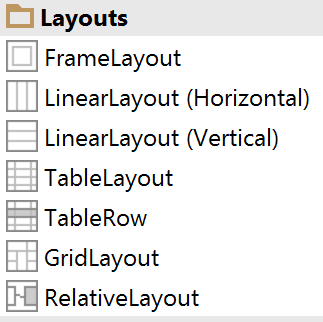 Layouts
FrameLayout
LinearLayout (Horizontal)
LinearLayout (Vertical)
TableLayout
TableRow
GridLayout
RelativeLayout